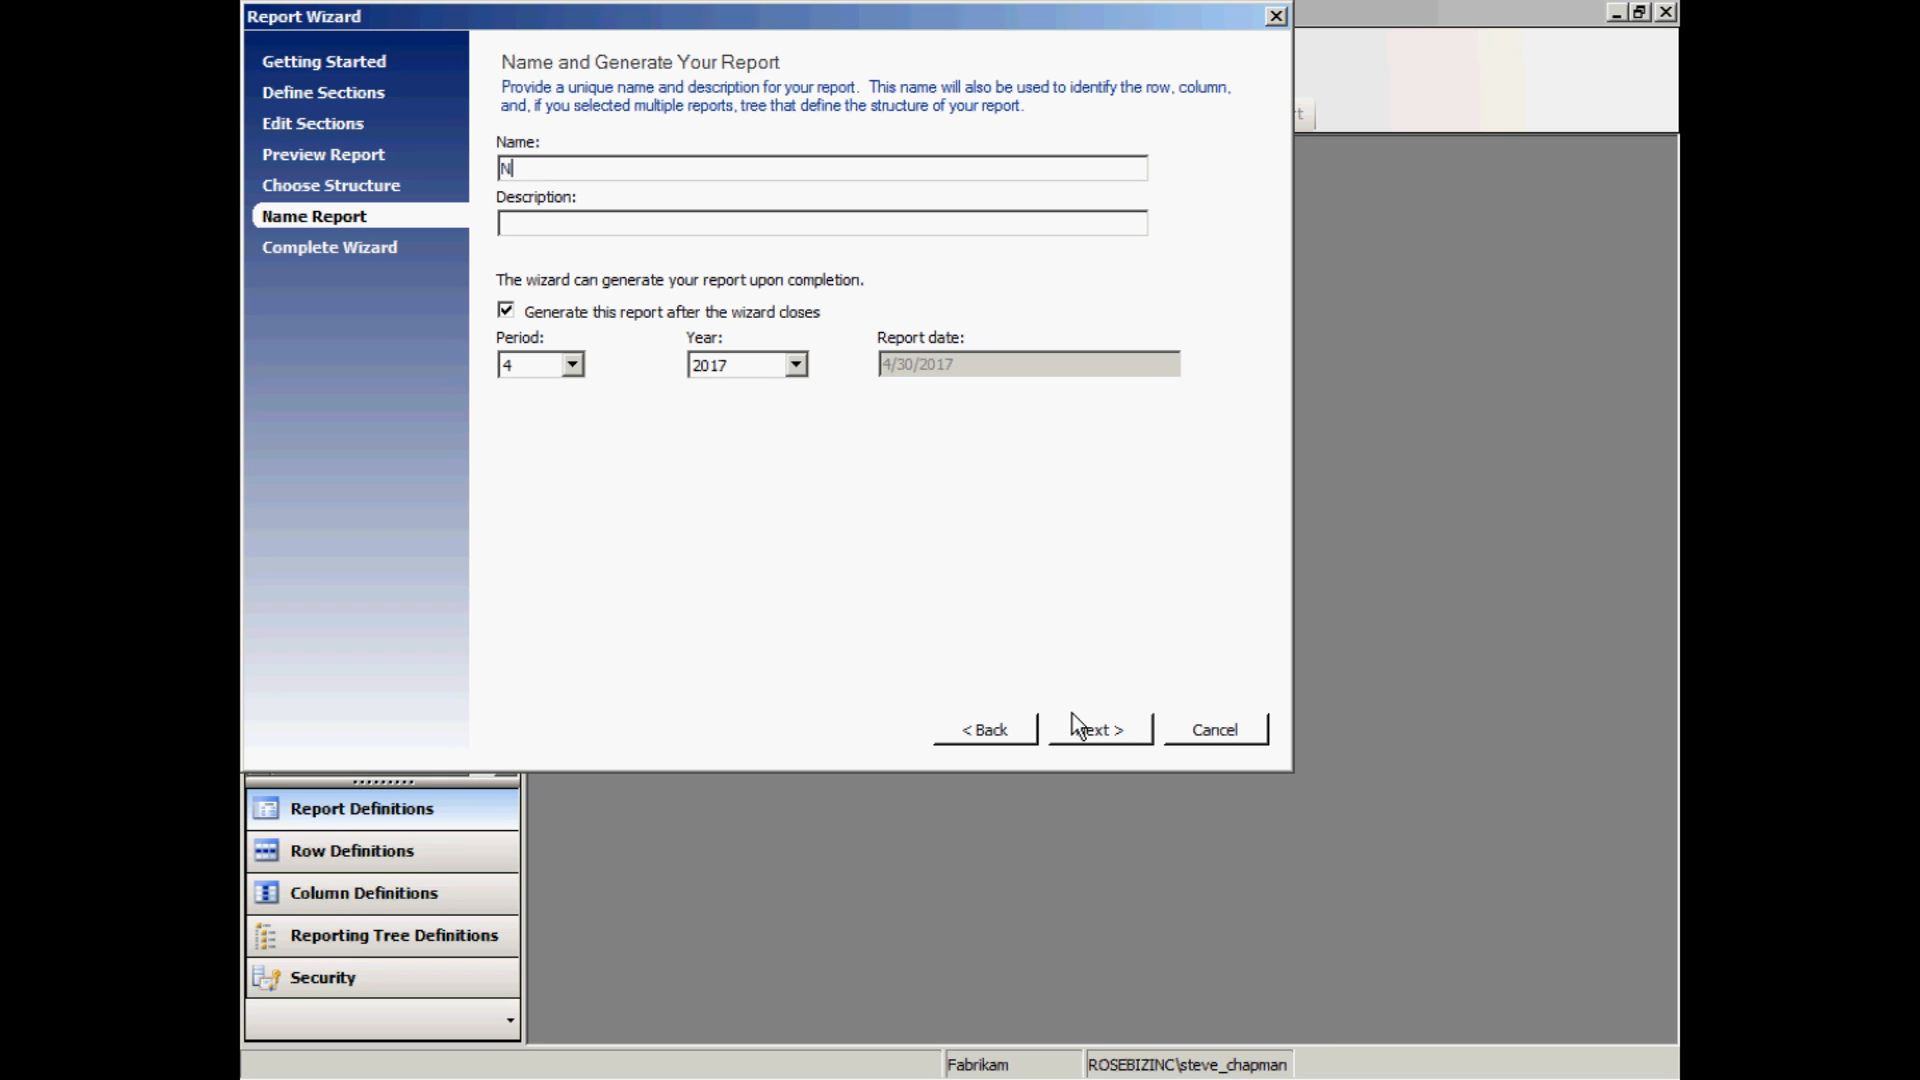 Report Wizard
Getting Started
Define Sections
Edit Sections
Preview Report
Choose Structure
Name Report
Complete Wizard
Name and Generate Your Report
Provide a unique name and description for your report. This name will also be used to identify the row, column,
and, if you selected multiple reports, tree that define the structure of your report.
Name:
N
Description:
The wizard can generate your report upon completion.
Generate this report after the wizard closes
Period: Year: Report date:
4 2017 4/30/2017
< Back Next > Cancel
Report Definitions
Row Definitions
Column Definitions
Reporting Tree Definitions
Security
Fabrikam ROSEBIZINC\steve_chapman